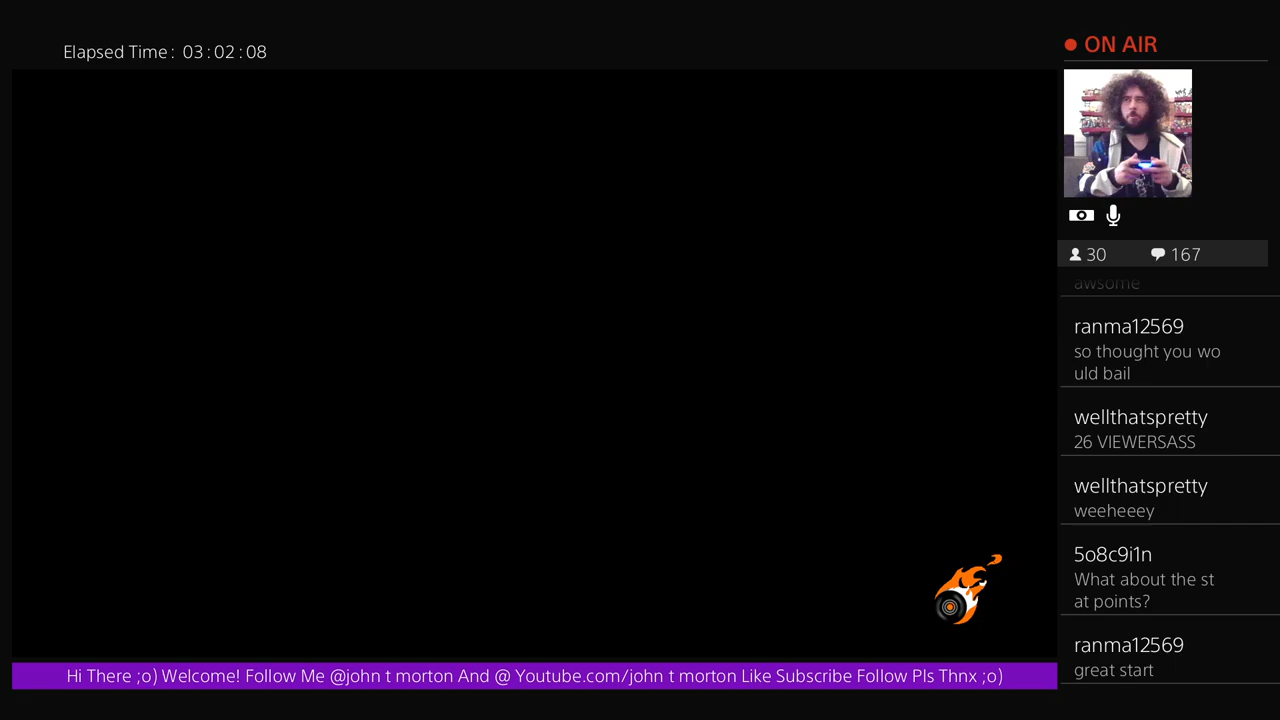 Elapsed Time: 03:02:08
ON AIR
30 167
awsome
ranma12569
so thought you wo
uld bail
wellthatspretty
26 VIEWERSASS
wellthatspretty
weeheeey
5o8c9i1n
What about the st
at points?
ranma12569
great start
Hi There ;o) Welcome! Follow Me @john t morton And @ Youtube.com/john t morton Like Subscribe Follow Pls Thnx ;o)